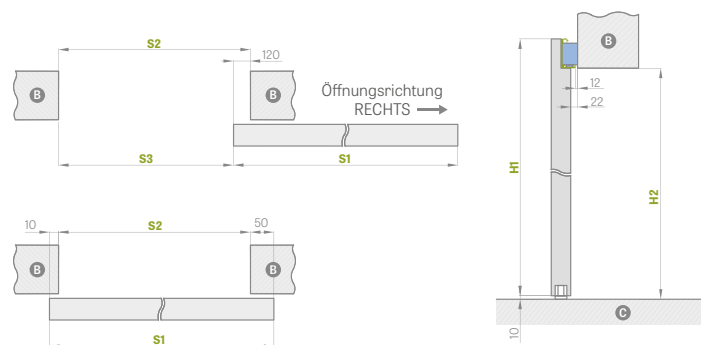 S2
120
B
B
Öffnungsrichtung
RECHTS
S3
S1
10
S2
50
B
B
S1
B
12
22
H1
H2
C
10